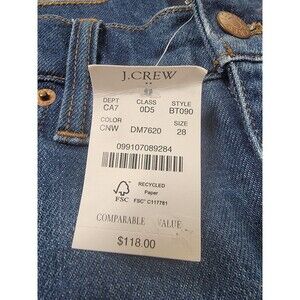 J.CREW
DEPT CLASS STYLE
CA7 0D5 BT090
COLOR SIZE
CNW DM7620 28
099107089284
RECYCLED
Paper
FSC FSC® C117781
COMPARABLE VALUE
$118.00